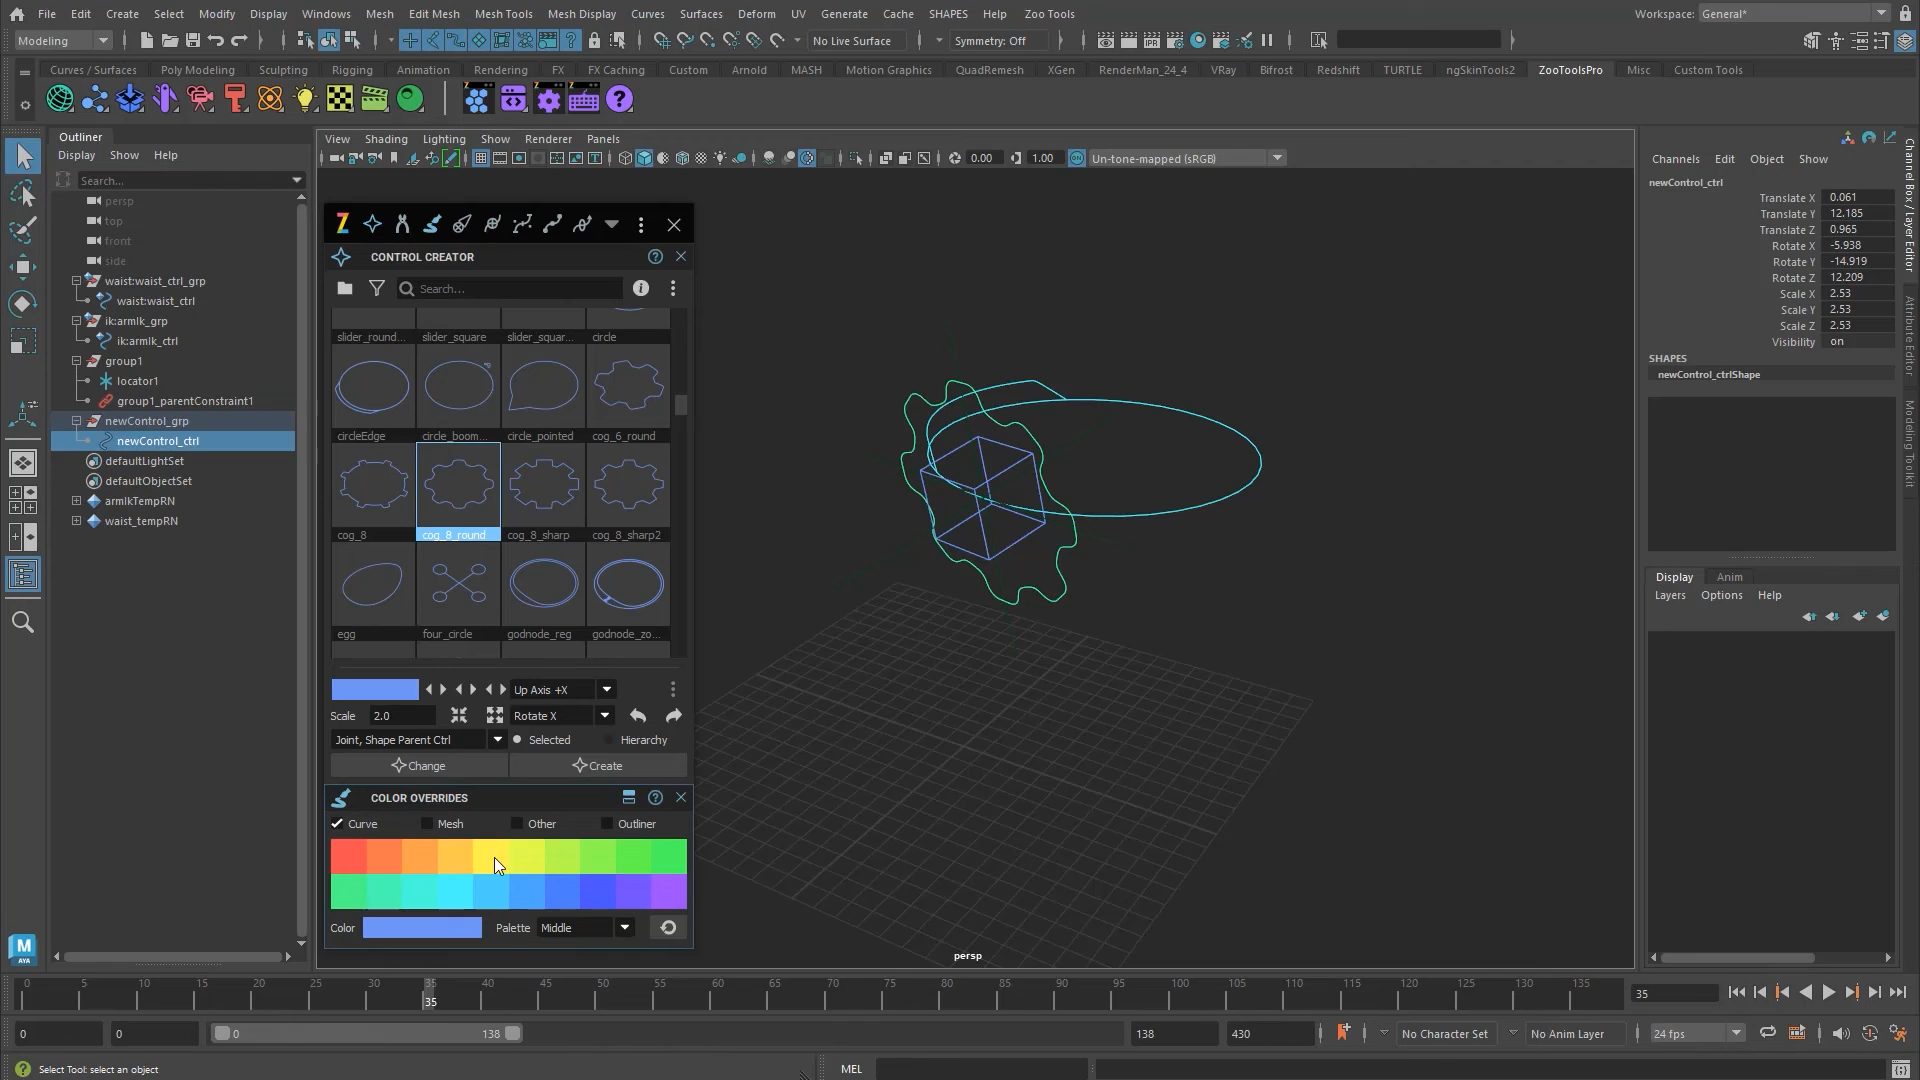 File Edit Create Select Modify Display Windows Mesh Edit Mesh Mesh Tools Mesh Display Curves Surfaces Deform UV Generate Cache SHAPES Help Zoo Tools
Workspace: General*
Modeling
No Live Surface
Symmetry: Off
Curves / Surfaces Poly Modeling Sculpting Rigging Animation Rendering FX FX Caching Custom Arnold MASH Motion Graphics QuadRemesh XGen RenderMan_24_4 VRay Bifrost Redshift TURTLE ngSkinTools2 ZooToolsPro Misc Custom Tools
Outliner
Display Show Help
Search...
persp
top
front
side
waist:waist_ctrl_grp
waist:waist_ctrl
ik:armIk_grp
ik:armIk_ctrl
group1
locator1
group1_parentConstraint1
newControl_grp
newControl_ctrl
defaultLightSet
defaultObjectSet
armIkTempRN
waist_tempRN
View Shading Lighting Show Renderer Panels
0.00 1.00 Un-tone-mapped (sRGB)
CONTROL CREATOR
Search...
slider_round... slider_square slider_squar... circle
circleEdge circle_boom... circle_pointed cog_6_round
cog_8 cog_8_round cog_8_sharp cog_8_sharp2
egg four_circle godnode_reg godnode_zo...
Up Axis +X
Scale 2.0 Rotate X
Joint, Shape Parent Ctrl Selected Hierarchy
Change Create
COLOR OVERRIDES
Curve Mesh Other Outliner
Color Palette Middle
persp
Channels Edit Object Show
newControl_ctrl
Translate X 0.061
Translate Y 12.185
Translate Z 0.965
Rotate X -5.938
Rotate Y -14.919
Rotate Z 12.209
Scale X 2.53
Scale Y 2.53
Scale Z 2.53
Visibility on
SHAPES
newControl_ctrlShape
Display Anim
Layers Options Help
Channel Box / Layer Editor
Attribute Editor
Modeling Toolkit
0 5 10 15 20 25 30 35 40 45 50 55 60 65 70 75 80 85 90 95 100 105 110 115 120 125 130 135
35
35
0 0 0 138 138 430 No Character Set No Anim Layer 24 fps
M
AYA
Select Tool: select an object
MEL